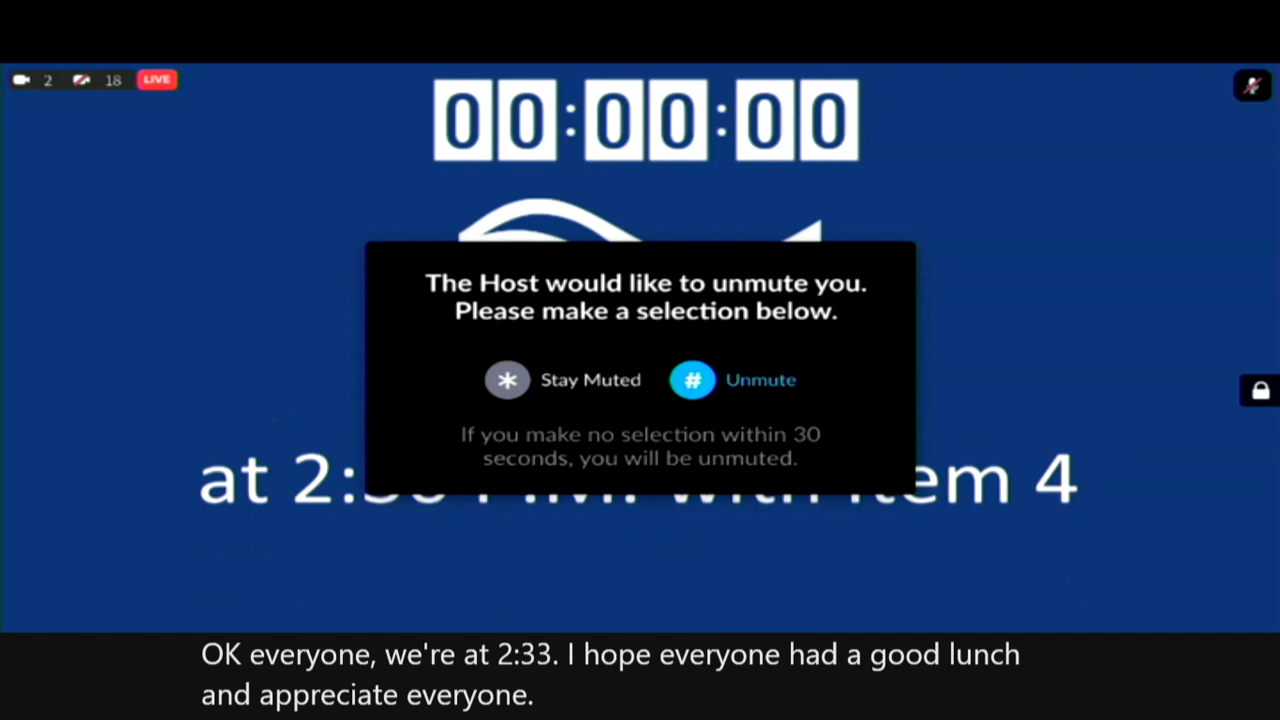 2 18 LIVE
00:00:00
The Host would like to unmute you.
Please make a selection below.
* Stay Muted # Unmute
If you make no selection within 30
seconds, you will be unmuted.
at 2: P.M. with Item 4
OK everyone, we're at 2:33. I hope everyone had a good lunch
and appreciate everyone.